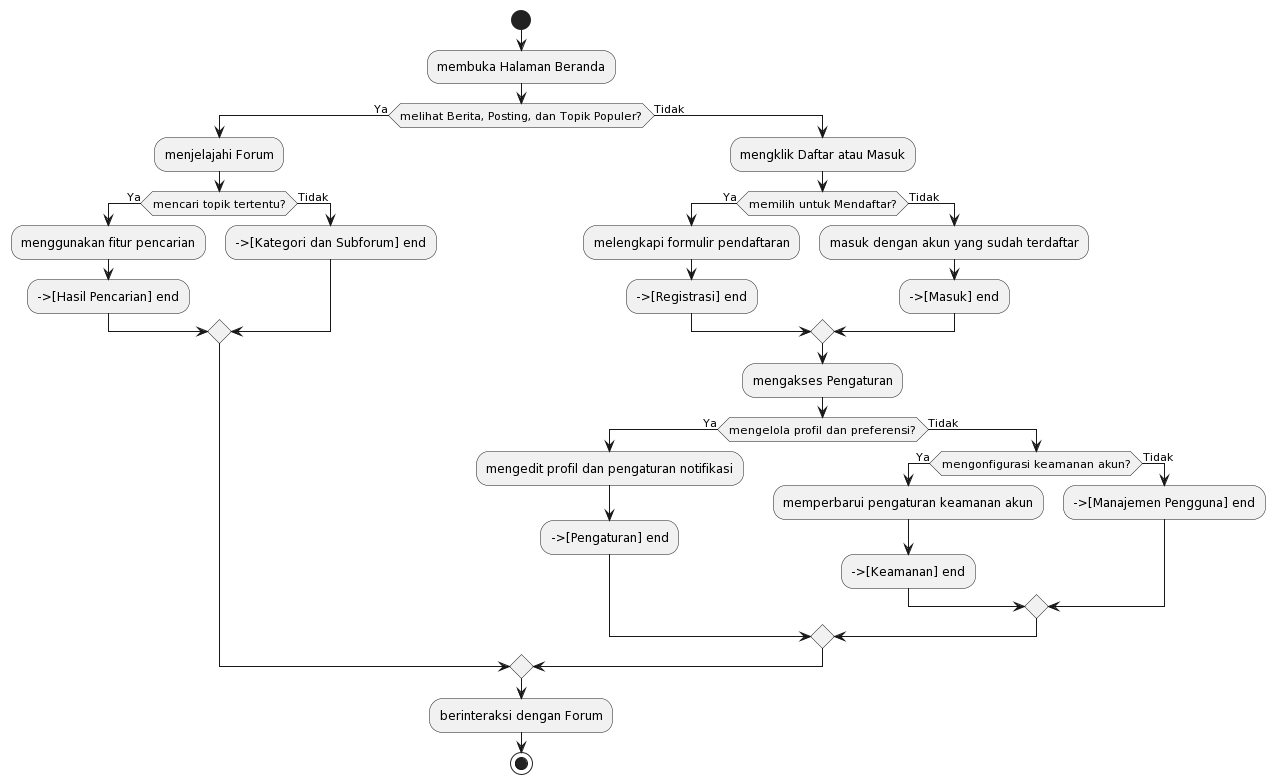 membuka Halaman Beranda
Ya
melihat Berita, Posting, dan Topik Populer?
Tidak
menjelajahi Forum
Ya
mencari topik tertentu?
Tidak
menggunakan fitur pencarian
->[Hasil Pencarian] end
->[Kategori dan Subforum] end
mengklik Daftar atau Masuk
Ya
memilih untuk Mendaftar?
Tidak
melengkapi formulir pendaftaran
->[Registrasi] end
masuk dengan akun yang sudah terdaftar
->[Masuk] end
mengakses Pengaturan
Ya
mengelola profil dan preferensi?
Tidak
mengedit profil dan pengaturan notifikasi
->[Pengaturan] end
Ya
mengonfigurasi keamanan akun?
Tidak
memperbarui pengaturan keamanan akun
->[Keamanan] end
->[Manajemen Pengguna] end
berinteraksi dengan Forum